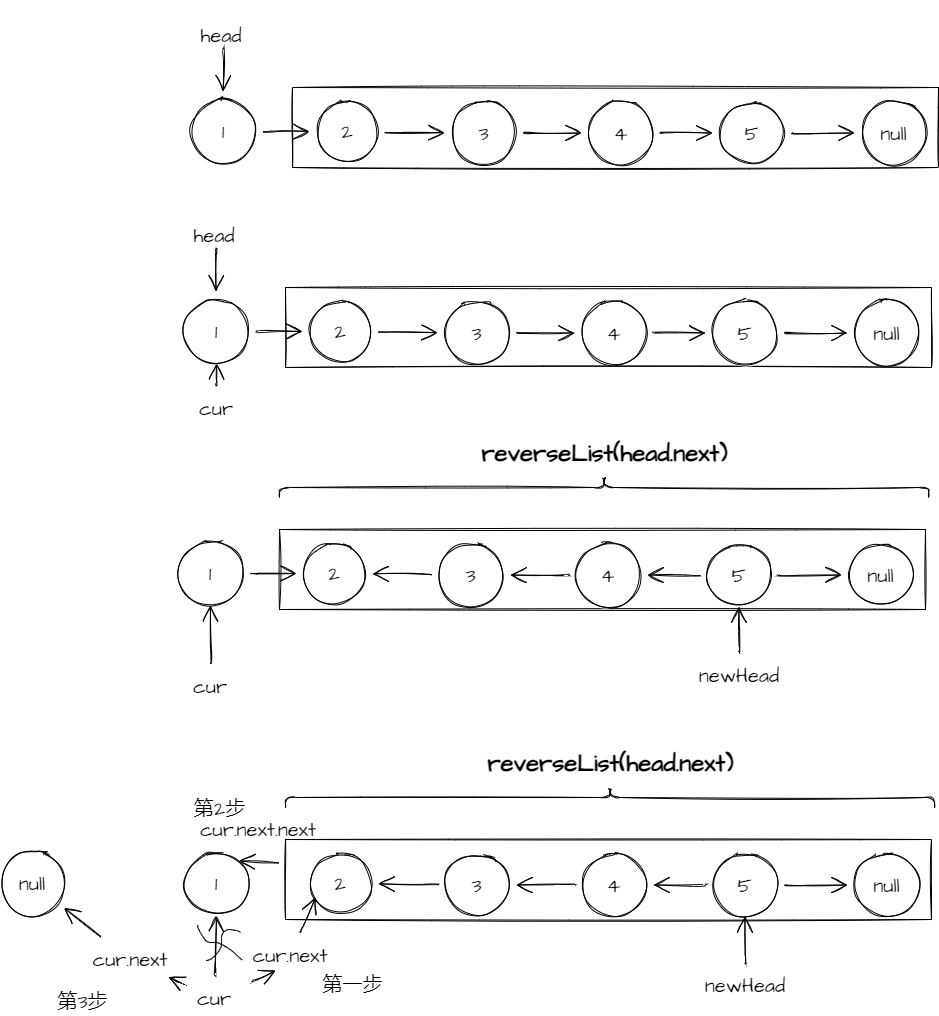 head
1 2 3 4 5 null
head
1 2 3 4 5 null
cur
reverseList(head.next)
1 2 3 4 5 null
cur
newHead
reverseList(head.next)
第2步
cur.next.next
null 1 2 3 4 5 null
cur.next cur.next
第一步
第3步 cur newHead